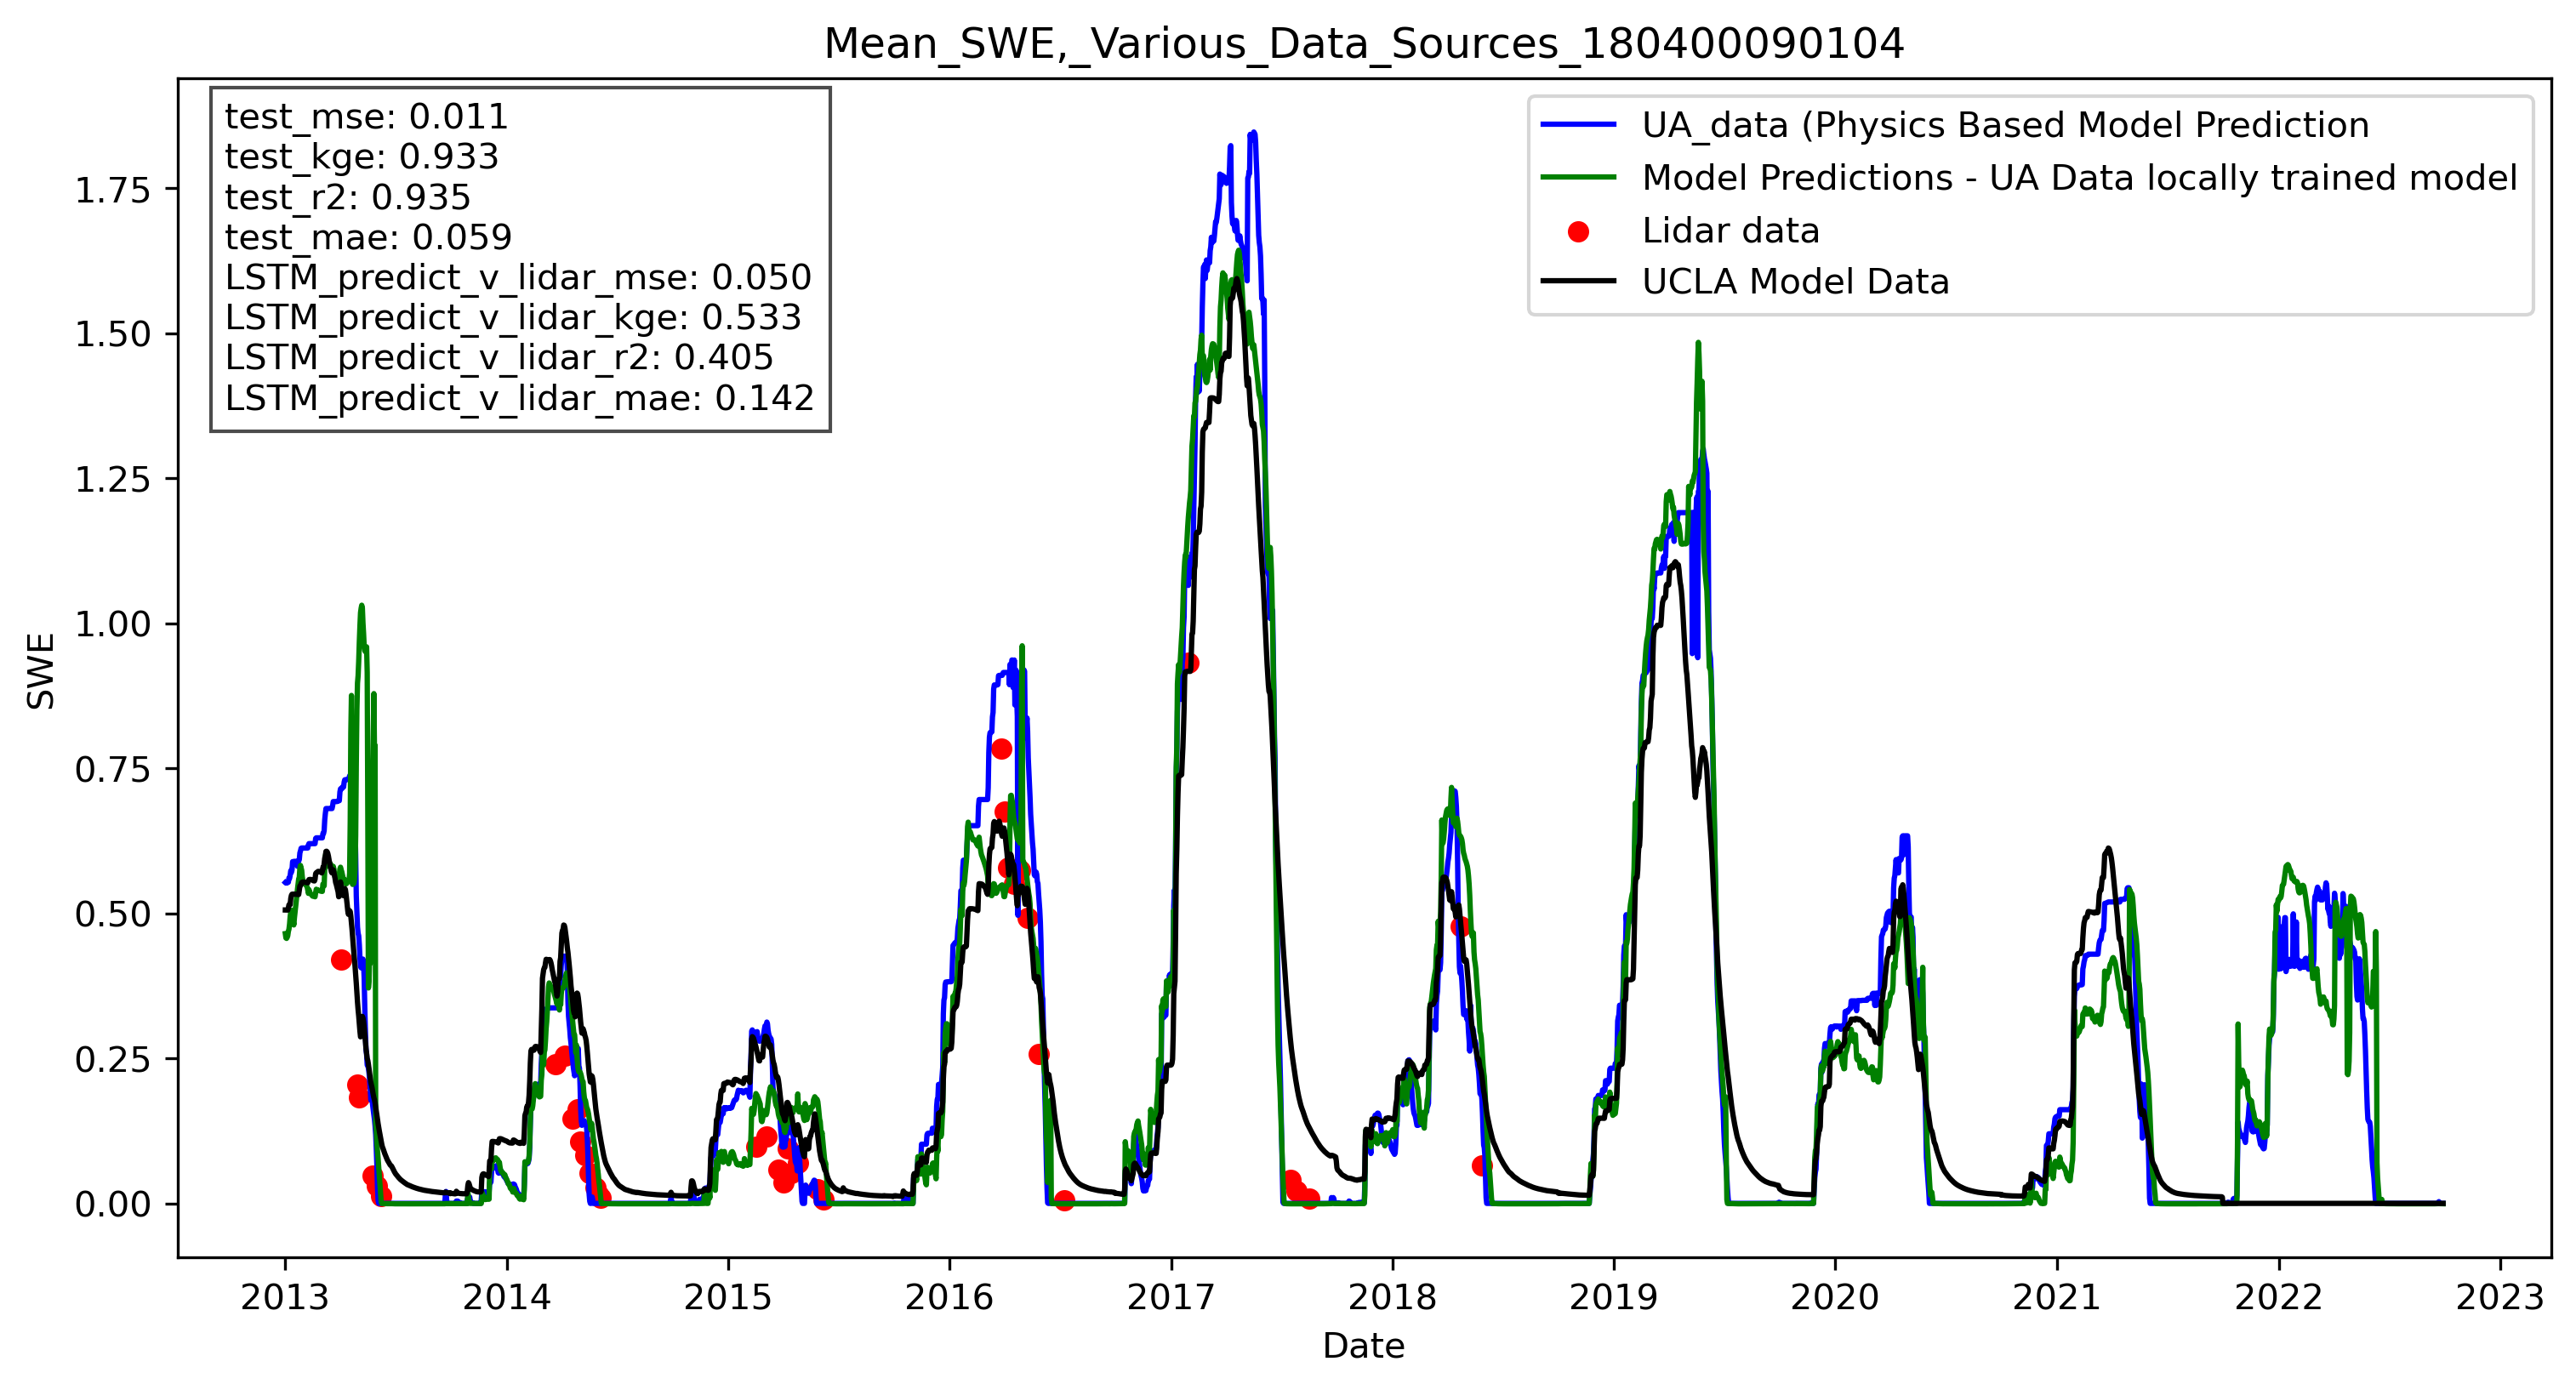 Mean_SWE,_Various_Data_Sources_180400090104
test_mse: 0.011
test_kge: 0.933
test_r2: 0.935
test_mae: 0.059
LSTM_predict_v_lidar_mse: 0.050
LSTM_predict_v_lidar_kge: 0.533
LSTM_predict_v_lidar_r2: 0.405
LSTM_predict_v_lidar_mae: 0.142
UA_data (Physics Based Model Prediction
Model Predictions - UA Data locally trained model
Lidar data
UCLA Model Data
SWE
1.75
1.50
1.25
1.00
0.75
0.50
0.25
0.00
2013 2014 2015 2016 2017 2018 2019 2020 2021 2022 2023
Date